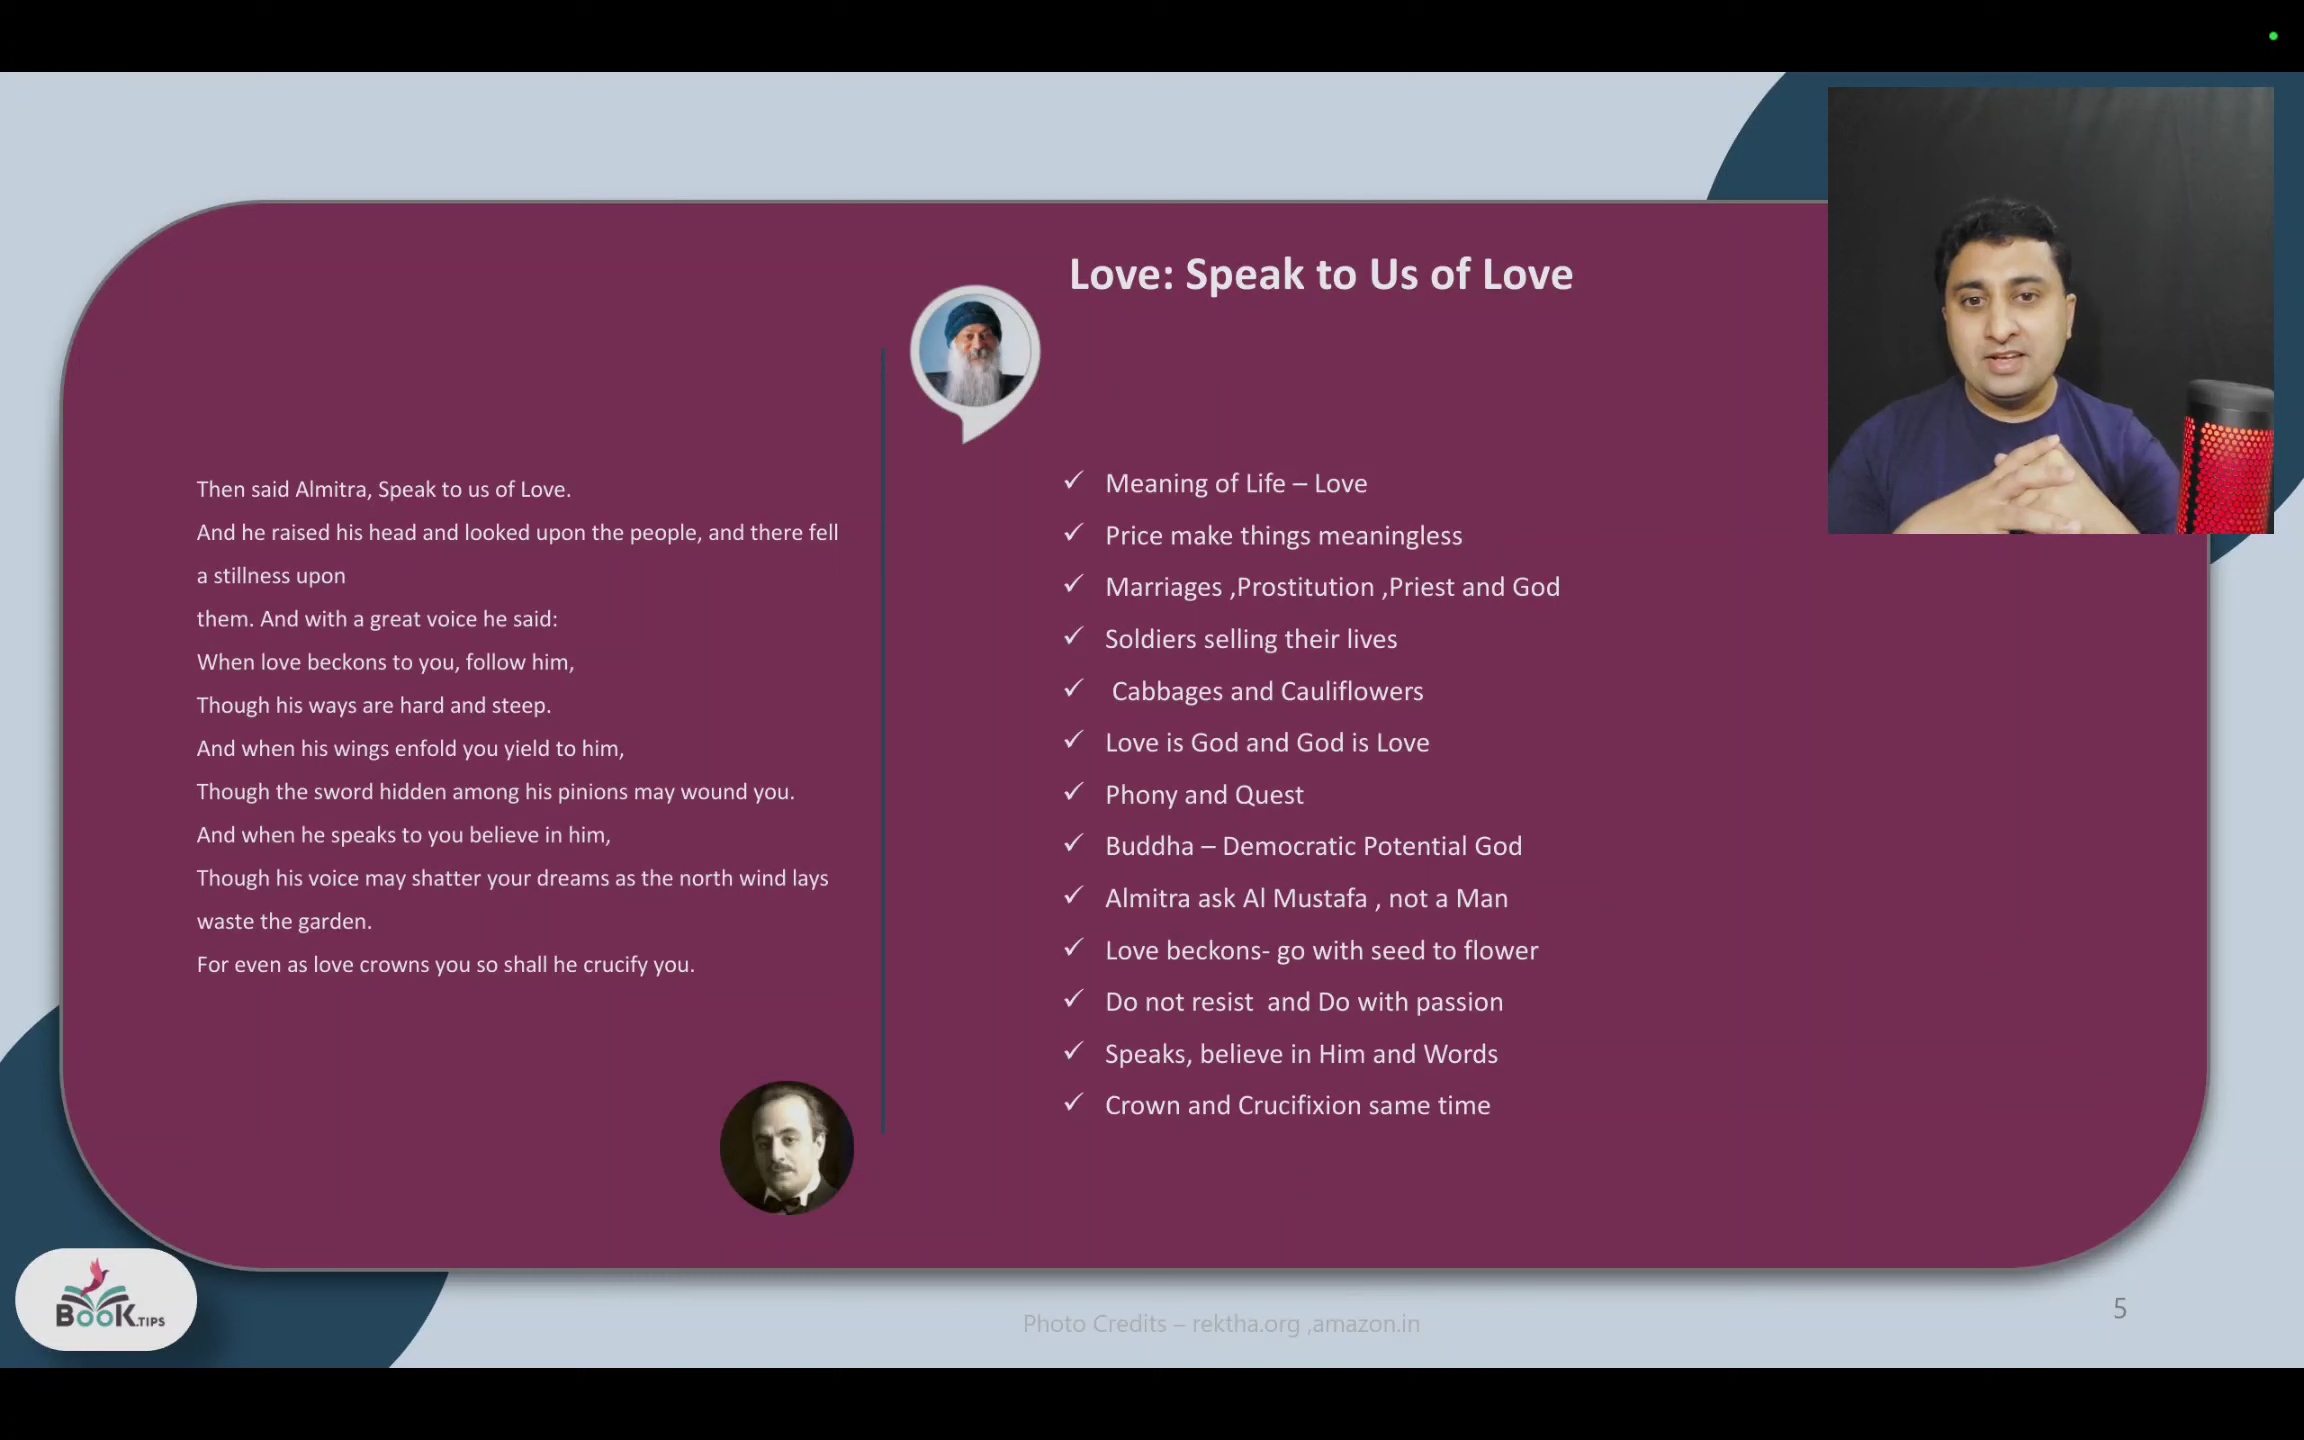 Love: Speak to Us of Love
Then said Almitra, Speak to us of Love.
And he raised his head and looked upon the people, and there fell
a stillness upon
them. And with a great voice he said:
When love beckons to you, follow him,
Though his ways are hard and steep.
And when his wings enfold you yield to him,
Though the sword hidden among his pinions may wound you.
And when he speaks to you believe in him,
Though his voice may shatter your dreams as the north wind lays
waste the garden.
For even as love crowns you so shall he crucify you.
✓ Meaning of Life – Love
✓ Price make things meaningless
✓ Marriages ,Prostitution ,Priest and God
✓ Soldiers selling their lives
✓ Cabbages and Cauliflowers
✓ Love is God and God is Love
✓ Phony and Quest
✓ Buddha – Democratic Potential God
✓ Almitra ask Al Mustafa , not a Man
✓ Love beckons- go with seed to flower
✓ Do not resist  and Do with passion
✓ Speaks, believe in Him and Words
✓ Crown and Crucifixion same time
BOOK.TIPS
Photo Credits – rektha.org ,amazon.in
5